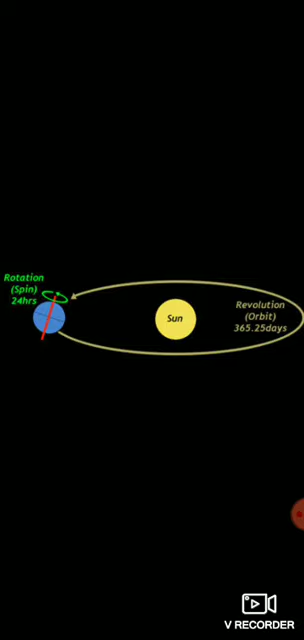 Rotation
(Spin)
24hrs
Sun
Revolution
(Orbit)
365.25days
V RECORDER